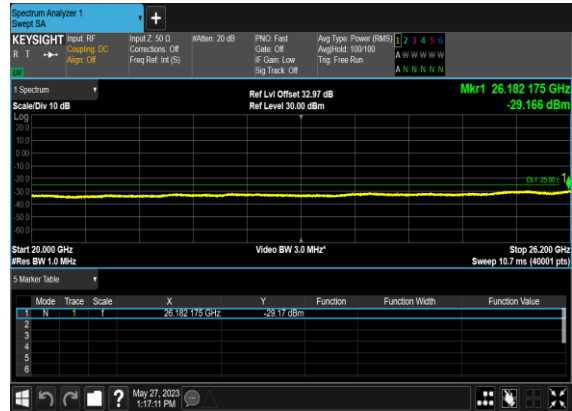 Spectrum Analyzer 1
Swept SA
+
KEYSIGHT Input: RF Input Z: 50 Ω #Atten: 20 dB PNO: Fast Avg Type: Power (RMS) 1 2 3 4 5 6
R T Coupling: DC Corrections: Off Gate: Off Avg|Hold: 100/100 A W W W W W
Align: Off Freq Ref: Int (S) IF Gain: Low Trig: Free Run
LW Sig Track: Off A N N N N N
1 Spectrum Ref Lvl Offset 32.97 dB Mkr1 26.182 175 GHz
Scale/Div 10 dB Ref Level 30.00 dBm -29.166 dBm
Log
20.0
10.0
0.00
-10.0
-20.0 DL1 -25.00 1
-30.0
-40.0
-50.0
-60.0
Start 20.000 GHz Video BW 3.0 MHz* Stop 26.200 GHz
#Res BW 1.0 MHz Sweep 10.7 ms (40001 pts)
5 Marker Table
Mode Trace Scale X Y Function Function Width Function Value
1 N 1 f 26.182 175 GHz -29.17 dBm
2
3
4
5
6
? May 27, 2023
1:17:11 PM